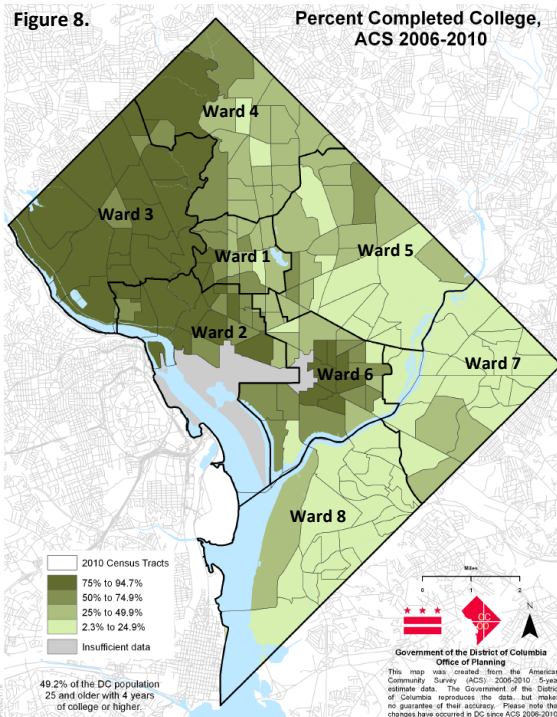 Figure 8.
Percent Completed College,
ACS 2006-2010
Ward 4
Ward 3
Ward 1
Ward 5
Ward 2
Ward 7
Ward 6
Ward 8
2010 Census Tracts
75% to 94.7%
50% to 74.9%
25% to 49.9%
2.3% to 24.9%
Insufficient data
49.2% of the DC population
25 and older with 4 years
of college or higher.
Miles
0 1 2
dc
op
N
Government of the District of Columbia
Office of Planning
This map was created from the American
Community Survey (ACS) 2006-2010 5-year
estimate data. The Government of the District
of Columbia reproduces the data, but makes
no guarantee of their accuracy. Please note that
changes have occurred in DC since ACS 2006-2010.